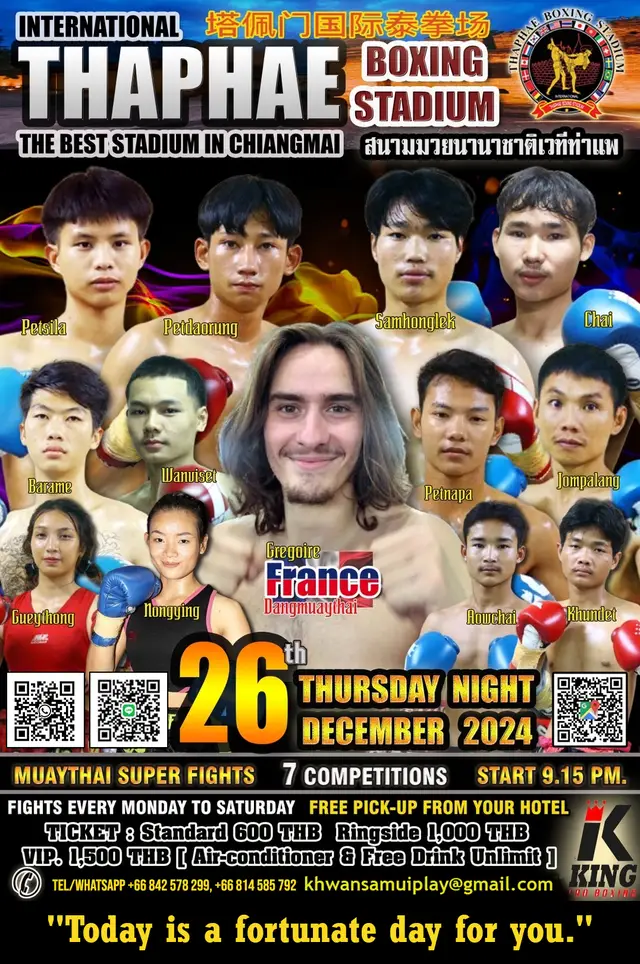 INTERNATIONAL
塔佩门国际泰拳场
THAPHAE
BOXING
STADIUM
THAPHAE BOXING STADIUM
THE BEST STADIUM IN CHIANGMAI
สนามมวยนานาชาติเวทีท่าแพ
Petsila
Petdaorung
Samhonglek
Chai
Barame
Wanviset
Petnapa
Jompalang
Gueythong
Nongying
Gregoire
France
Dangmuaythai
Aowchai
Khundet
26th
THURSDAY NIGHT
DECEMBER 2024
MUAYTHAI SUPER FIGHTS 7 COMPETITIONS START 9.15 PM.
FIGHTS EVERY MONDAY TO SATURDAY FREE PICK-UP FROM YOUR HOTEL
TICKET : Standard 600 THB Ringside 1,000 THB
VIP. 1,500 THB [ Air-conditioner & Free Drink Unlimit ]
TEL/WHATSAPP +66 842 578 299, +66 814 585 792 khwansamuiplay@gmail.com
K
KING
PRO BOXING
"Today is a fortunate day for you."